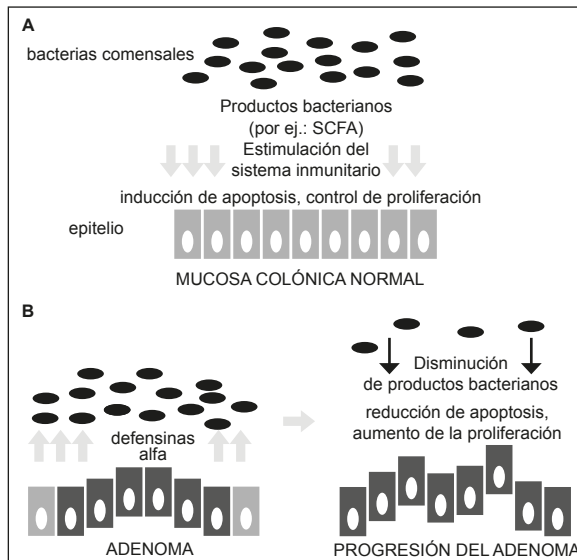 A
bacterias comensales
Productos bacterianos
(por ej.: SCFA)
Estimulación del
sistema inmunitario
inducción de apoptosis, control de proliferación
epitelio
MUCOSA COLÓNICA NORMAL
B
defensinas
alfa
ADENOMA
Disminución
de productos bacterianos
reducción de apoptosis,
aumento de la proliferación
PROGRESIÓN DEL ADENOMA